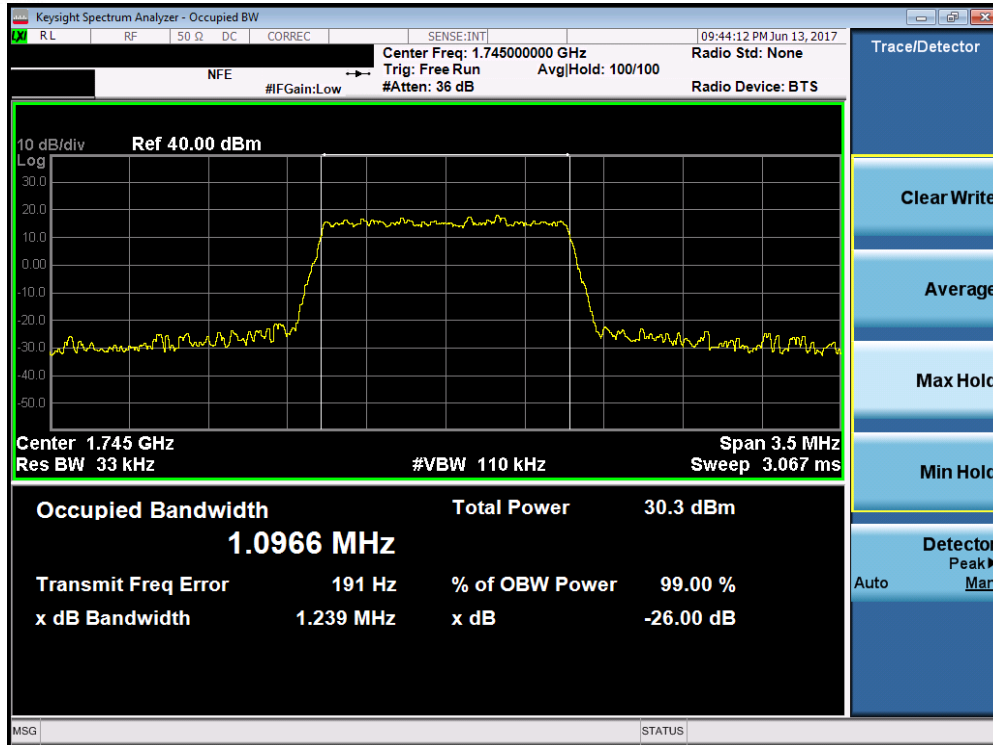 Keysight Spectrum Analyzer - Occupied BW
LXI RL RF 50 Ω DC CORREC SENSE:INT 09:44:12 PM Jun 13, 2017
Center Freq: 1.745000000 GHz Radio Std: None
NFE Trig: Free Run Avg|Hold: 100/100
#IFGain:Low #Atten: 36 dB Radio Device: BTS
Trace/Detector
10 dB/div Ref 40.00 dBm
Log
30.0
20.0
10.0
0.00
-10.0
-20.0
-30.0
-40.0
-50.0
Center 1.745 GHz Span 3.5 MHz
Res BW 33 kHz #VBW 110 kHz Sweep 3.067 ms
Occupied Bandwidth Total Power 30.3 dBm
1.0966 MHz
Transmit Freq Error 191 Hz % of OBW Power 99.00 %
x dB Bandwidth 1.239 MHz x dB -26.00 dB
Clear Write
Average
Max Hold
Min Hold
Detector
Peak
Auto Man
MSG STATUS